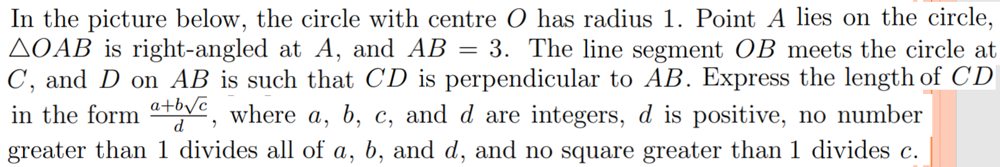 In the picture below, the circle with centre O has radius 1. Point A lies on the circle,
△OAB is right-angled at A, and AB = 3. The line segment OB meets the circle at
C, and D on AB is such that CD is perpendicular to AB. Express the length of CD
in the form \frac{a+b\sqrt{c}}{d}, where a, b, c, and d are integers, d is positive, no number
greater than 1 divides all of a, b, and d, and no square greater than 1 divides c.